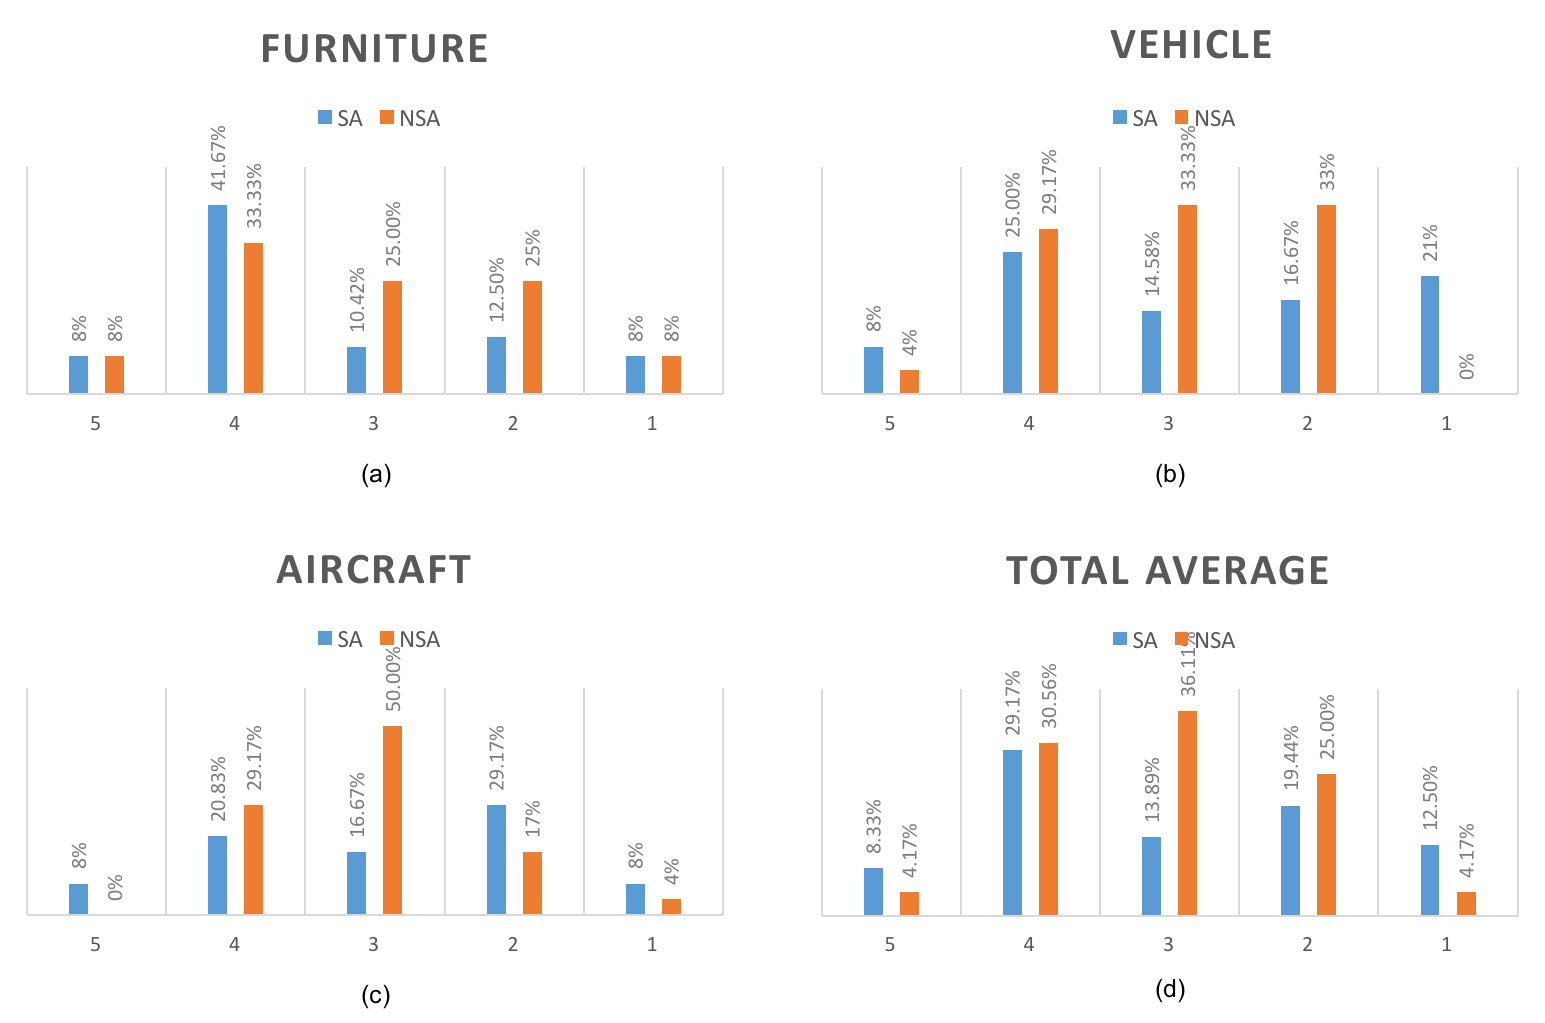 FURNITURE
SA NSA
8% 8% 41.67% 33.33% 10.42% 25.00% 12.50% 25% 8% 8%
5 4 3 2 1
(a)
VEHICLE
SA NSA
8% 4% 25.00% 29.17% 14.58% 33.33% 16.67% 33% 21% 0%
5 4 3 2 1
(b)
AIRCRAFT
SA NSA
8% 0% 20.83% 29.17% 16.67% 50.00% 29.17% 17% 8% 4%
5 4 3 2 1
(c)
TOTAL AVERAGE
SA NSA
8.33% 4.17% 29.17% 30.56% 13.89% 36.11% 19.44% 25.00% 12.50% 4.17%
5 4 3 2 1
(d)